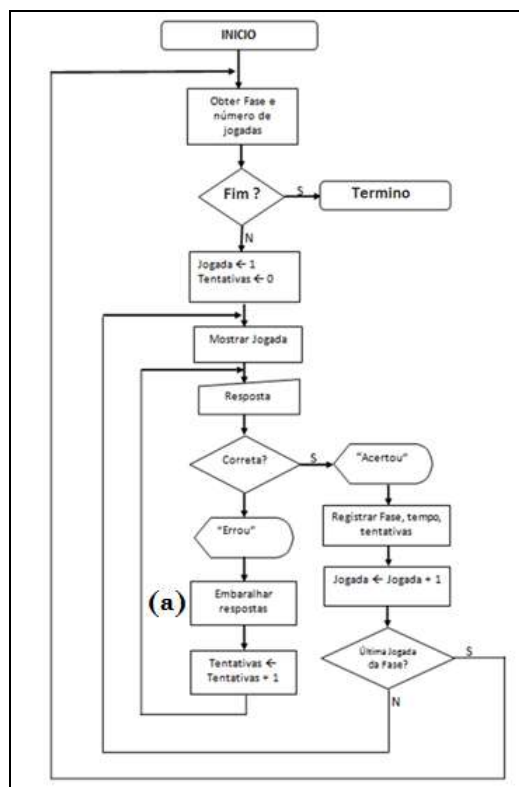 INICIO
Obter Fase e
número de
jogadas
Fim ?
S
Termino
N
Jogada ← 1
Tentativas ← 0
Mostrar Jogada
Resposta
Correta?
S
"Acertou"
"Errou"
Registrar Fase, tempo,
tentativas
(a)
Embaralhar
respostas
Jogada ← Jogada + 1
Tentativas ←
Tentativas + 1
Última Jogada
da Fase?
S
N